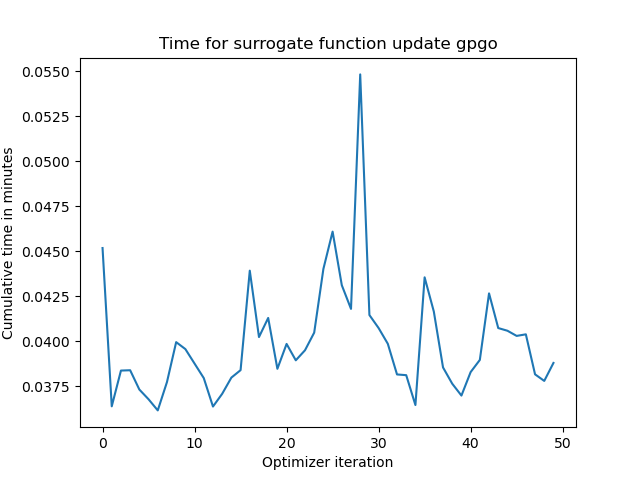 Time for surrogate function update gpgo
Cumulative time in minutes
0.0550
0.0525
0.0500
0.0475
0.0450
0.0425
0.0400
0.0375
0 10 20 30 40 50
Optimizer iteration